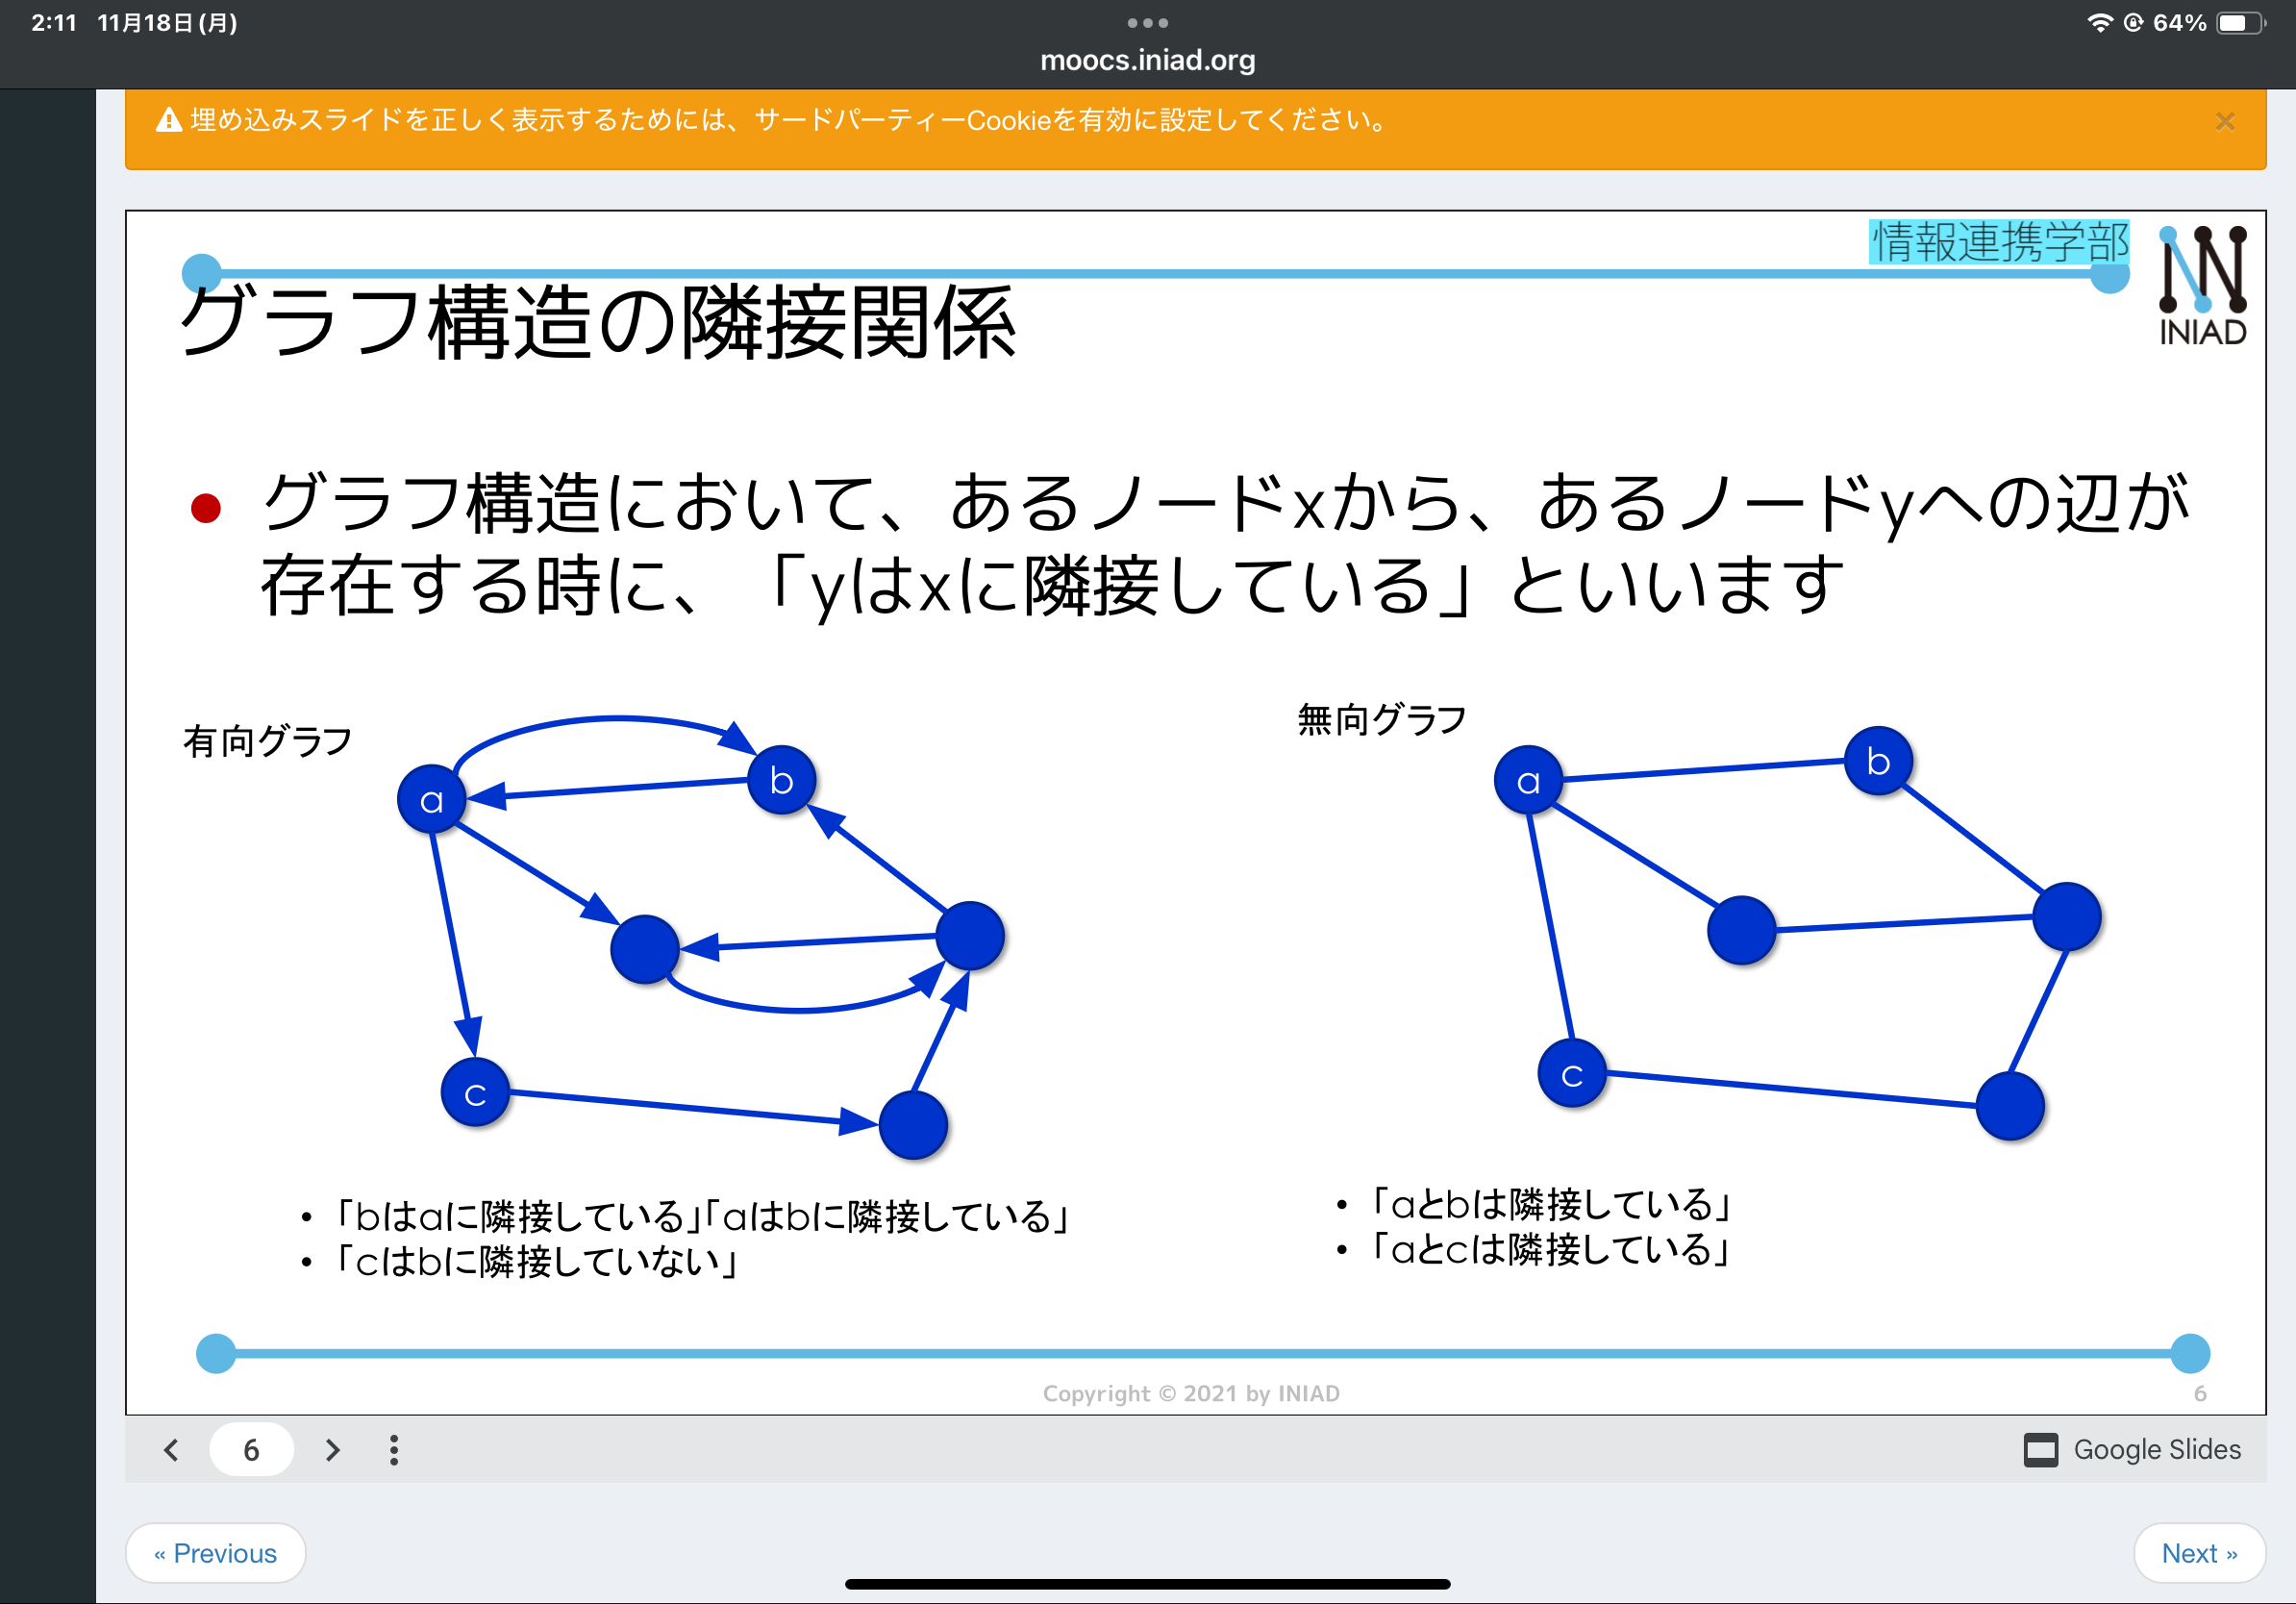 2:11 11月18日(月)
64%
moocs.iniad.org
埋め込みスライドを正しく表示するためには、サードパーティーCookieを有効に設定してください。
×
情報連携学部
INIAD
グラフ構造の隣接関係
● グラフ構造において、あるノードxから、あるノードyへの辺が
存在する時に、「yはxに隣接している」といいます
有向グラフ
a
b
c
無向グラフ
a
b
c
• 「bはaに隣接している」「aはbに隣接している」
• 「cはbに隣接していない」
• 「aとbは隣接している」
• 「aとcは隣接している」
Copyright © 2021 by INIAD
6
6
Google Slides
« Previous
Next »